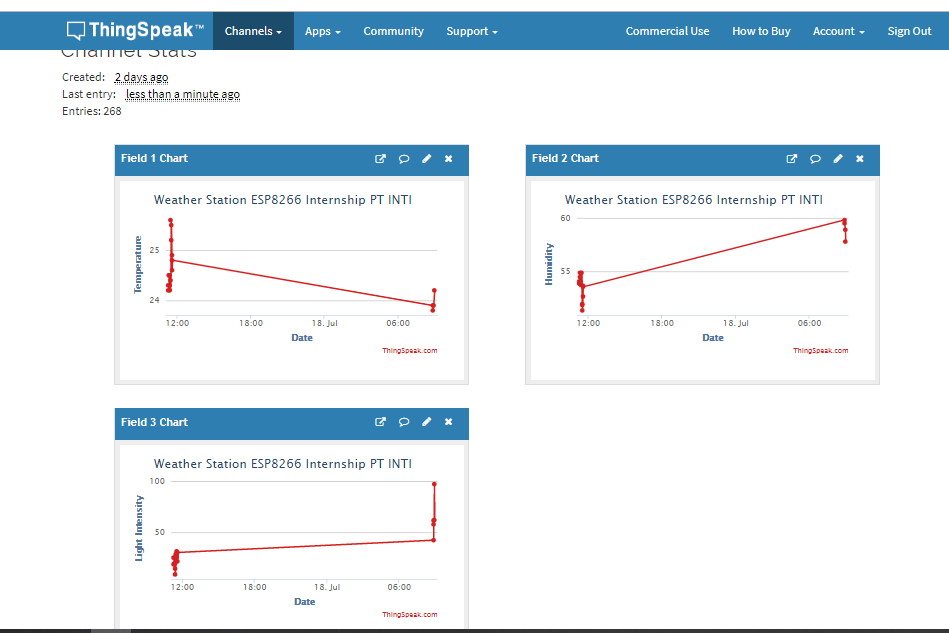 ThingSpeak™ Channels Apps Community Support Commercial Use How to Buy Account Sign Out
Channel Stats
Created: 2 days ago
Last entry: less than a minute ago
Entries: 268
Field 1 Chart
Weather Station ESP8266 Internship PT INTI
Temperature
25
24
12:00 18:00 18. Jul 06:00
Date
ThingSpeak.com
Field 2 Chart
Weather Station ESP8266 Internship PT INTI
Humidity
60
55
12:00 18:00 18. Jul 06:00
Date
ThingSpeak.com
Field 3 Chart
Weather Station ESP8266 Internship PT INTI
Light Intensity
100
50
12:00 18:00 18. Jul 06:00
Date
ThingSpeak.com